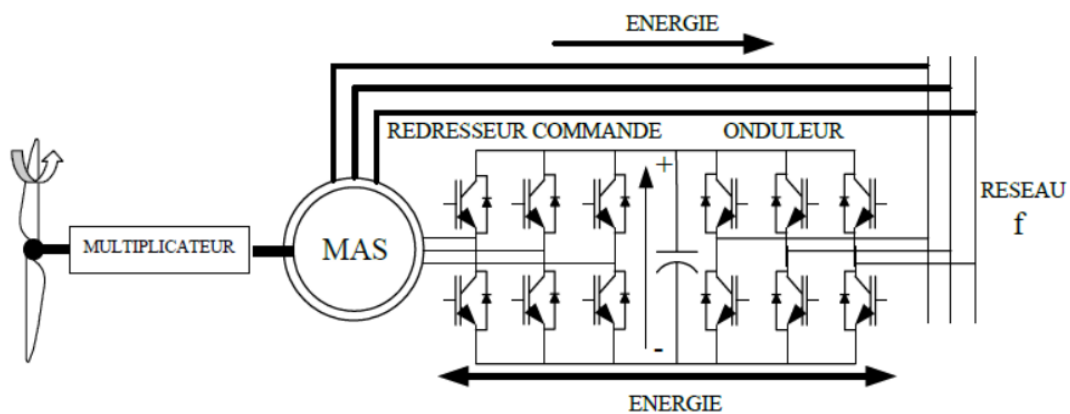 ENERGIE
REDRESSEUR COMMANDE
ONDULEUR
+
RESEAU
f
MULTIPLICATEUR
MAS
-
ENERGIE